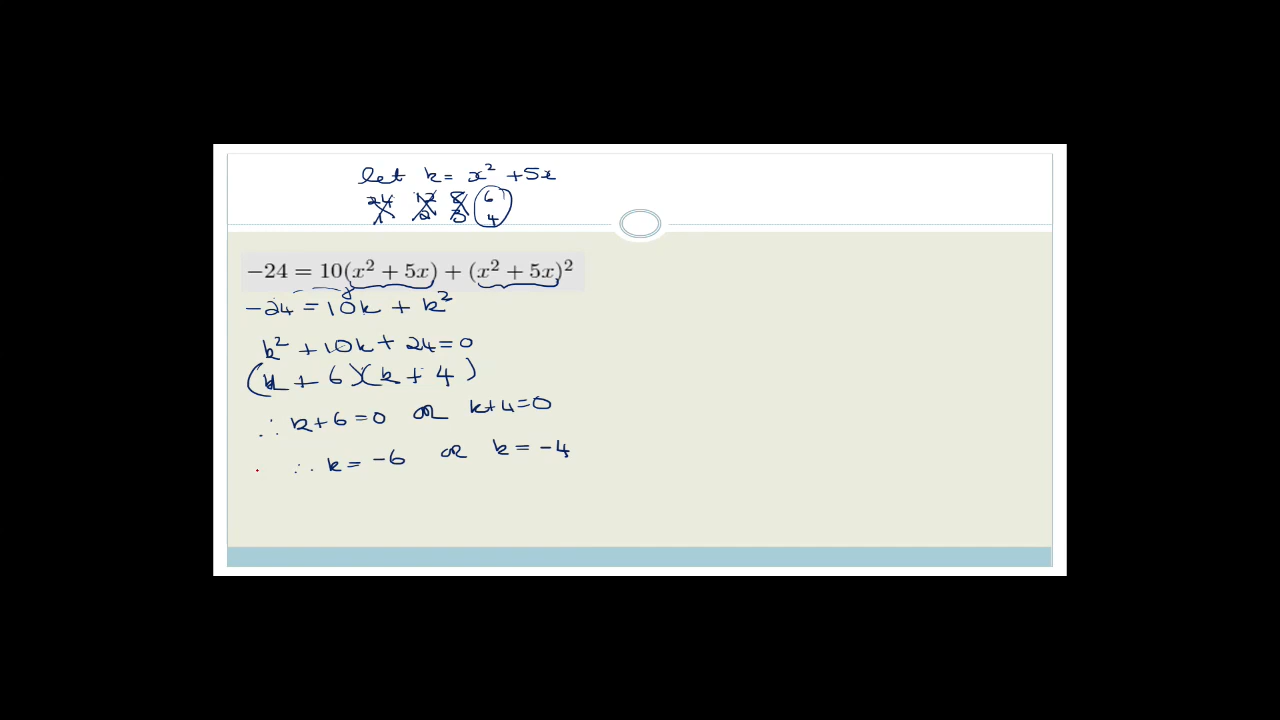 let k = x² + 5x
24 12 8 6
1 2 3 4
−24 = 10(x² + 5x) + (x² + 5x)²
−24 = 10k + k²
k² + 10k + 24 = 0
(k + 6)(k + 4)
∴ k + 6 = 0 or k + 4 = 0
∴ k = −6 or k = −4